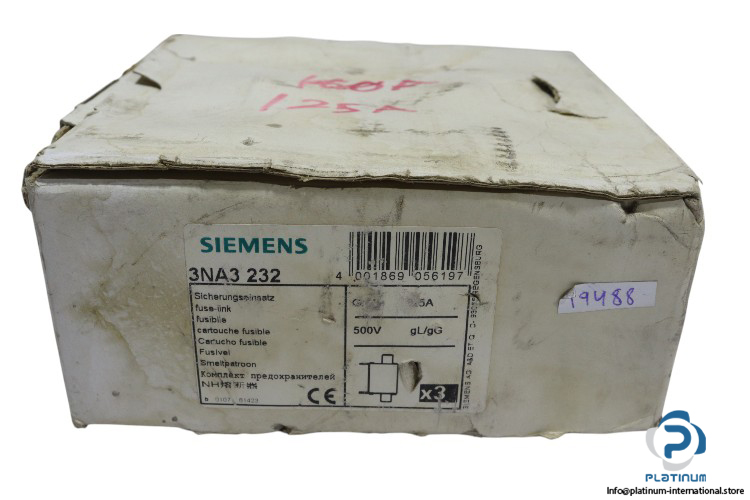 125A
SIEMENS
3NA3 232
4 001869 056197
Sicherungseinsatz
fuse-link
fusibile
cartouche fusible
Cartucho fusible
Fusivel
Smeltpatroon
Комплект предохранителей
500V gL/gG
CE
x3
19488
PLATINUM
Info@platinum-international.store